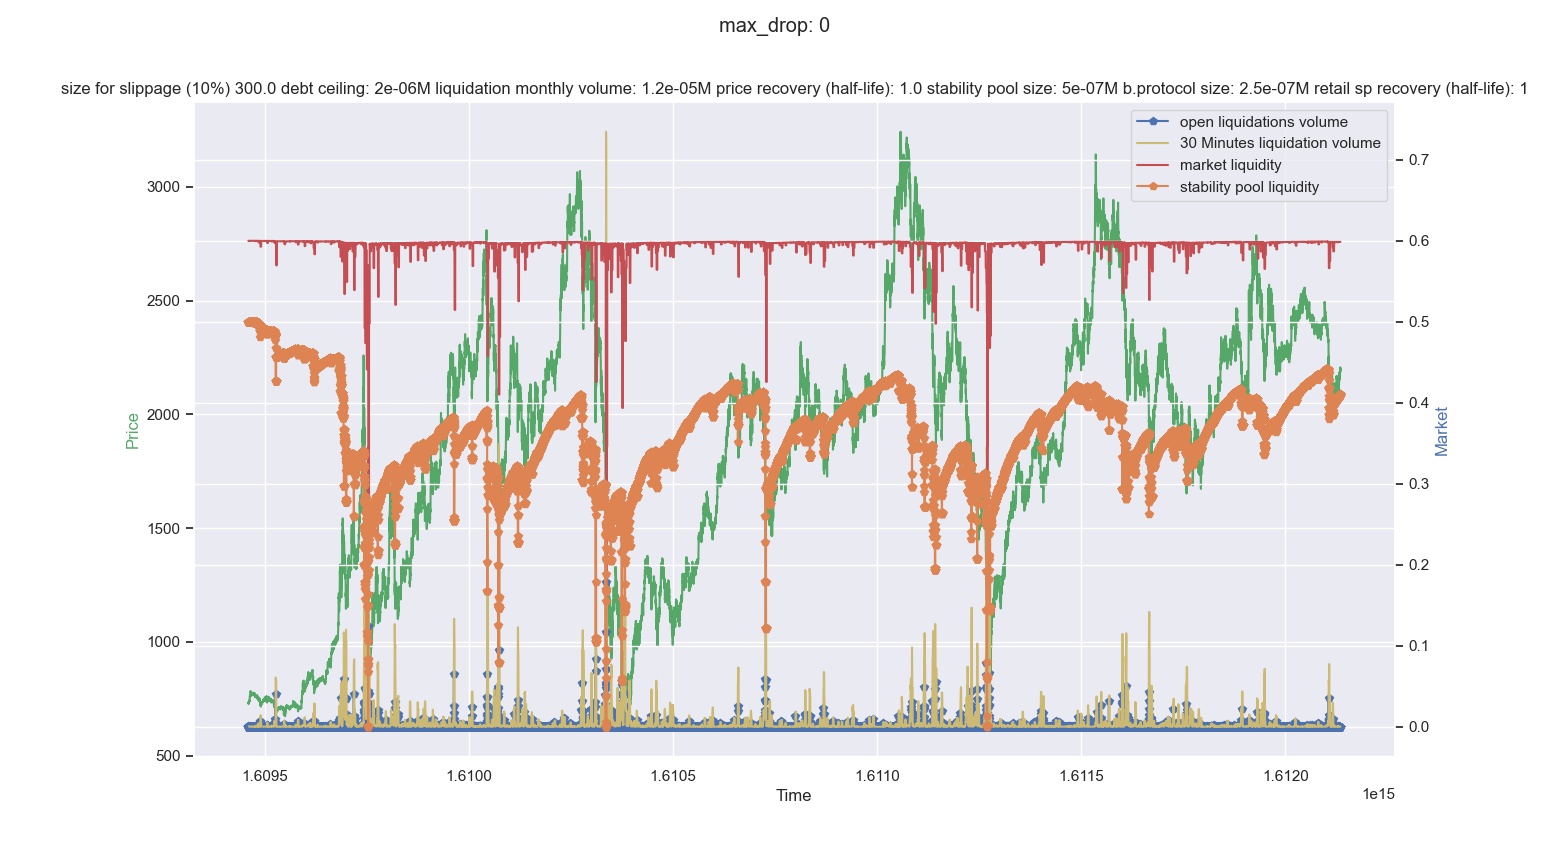 max_drop: 0
size for slippage (10%) 300.0 debt ceiling: 2e-06M liquidation monthly volume: 1.2e-05M price recovery (half-life): 1.0 stability pool size: 5e-07M b.protocol size: 2.5e-07M retail sp recovery (half-life): 1
open liquidations volume
30 Minutes liquidation volume
market liquidity
stability pool liquidity
3000
2500
2000
1500
1000
500
Price
0.7
0.6
0.5
0.4
0.3
0.2
0.1
0.0
Market
1.6095 1.6100 1.6105 1.6110 1.6115 1.6120
Time
1e15